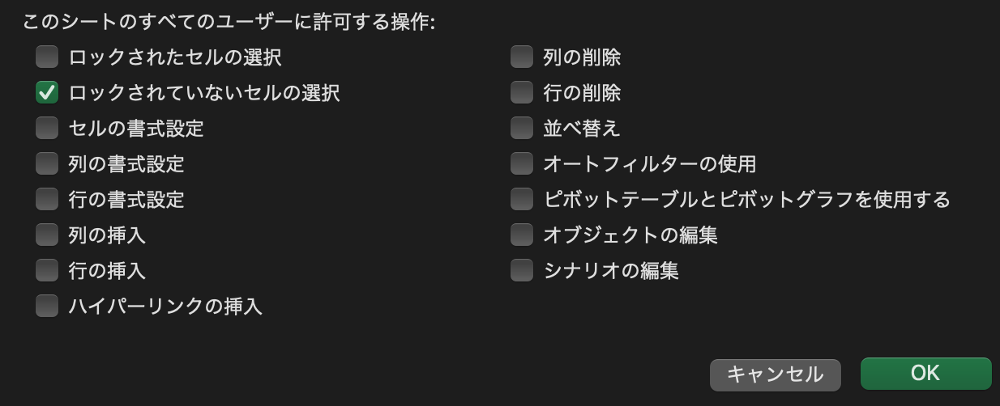 このシートのすべてのユーザーに許可する操作:
ロックされたセルの選択
ロックされていないセルの選択
セルの書式設定
列の書式設定
行の書式設定
列の挿入
行の挿入
ハイパーリンクの挿入
列の削除
行の削除
並べ替え
オートフィルターの使用
ピボットテーブルとピボットグラフを使用する
オブジェクトの編集
シナリオの編集
キャンセル
OK